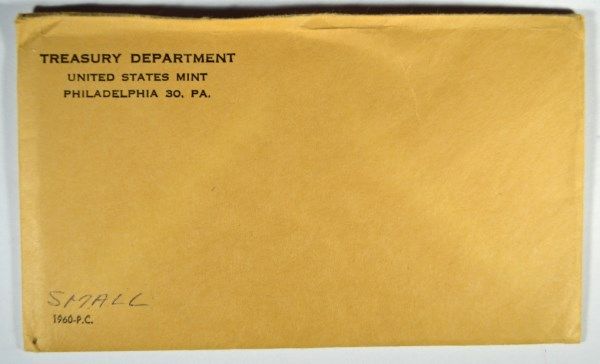 TREASURY DEPARTMENT
UNITED STATES MINT
PHILADELPHIA 30, PA.
SMALL
1960-P.C.